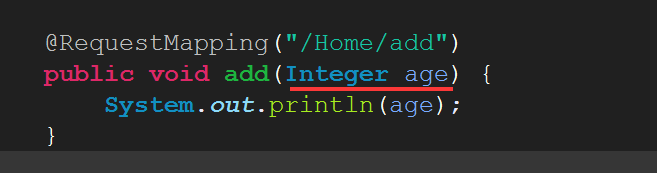 @RequestMapping("/Home/add")
public void add(Integer age) {
    System.out.println(age);
}